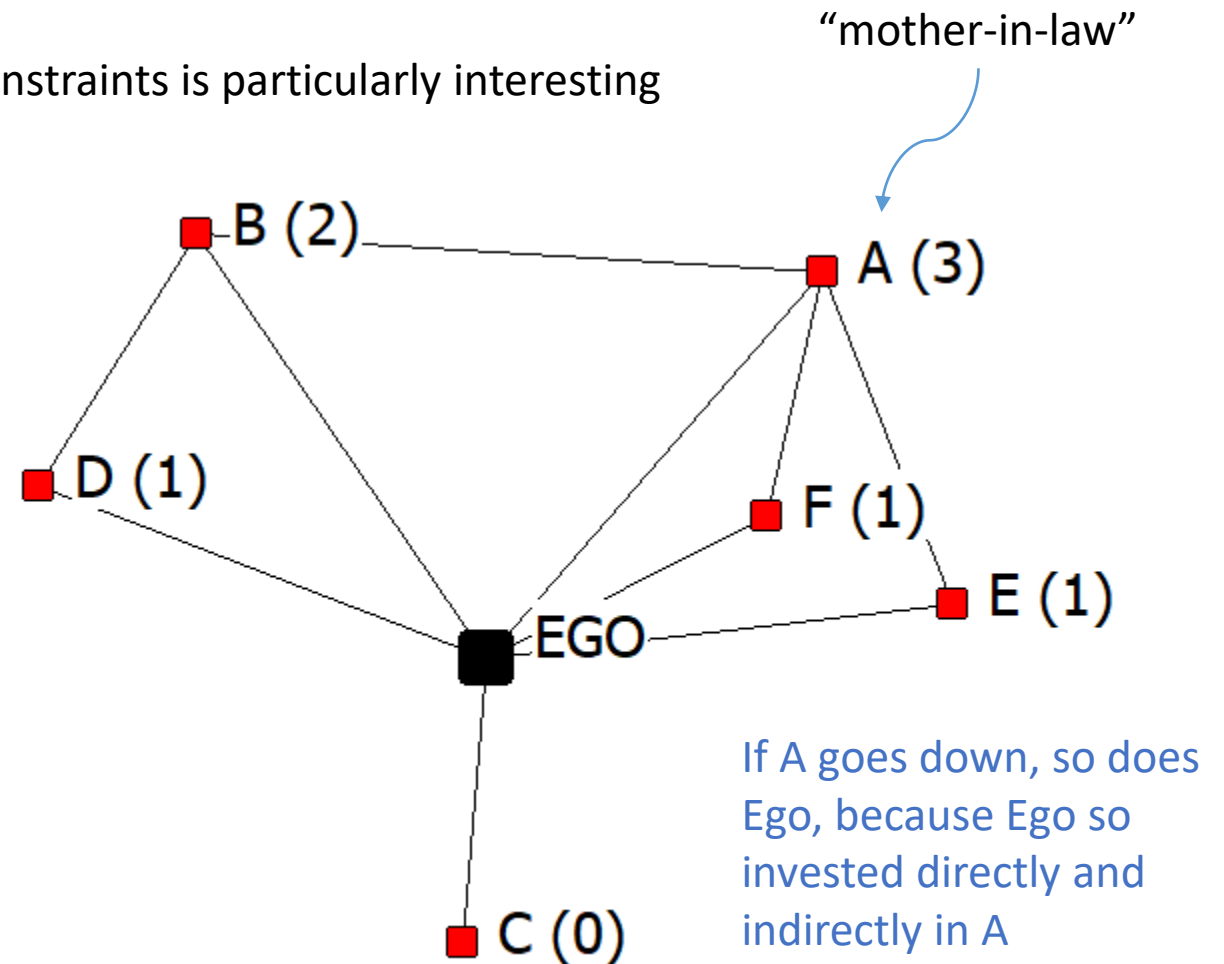 “mother-in-law”
nstraints is particularly interesting
B (2)
A (3)
D (1)
F (1)
E (1)
EGO
If A goes down, so does
Ego, because Ego so
invested directly and
indirectly in A
C (0)